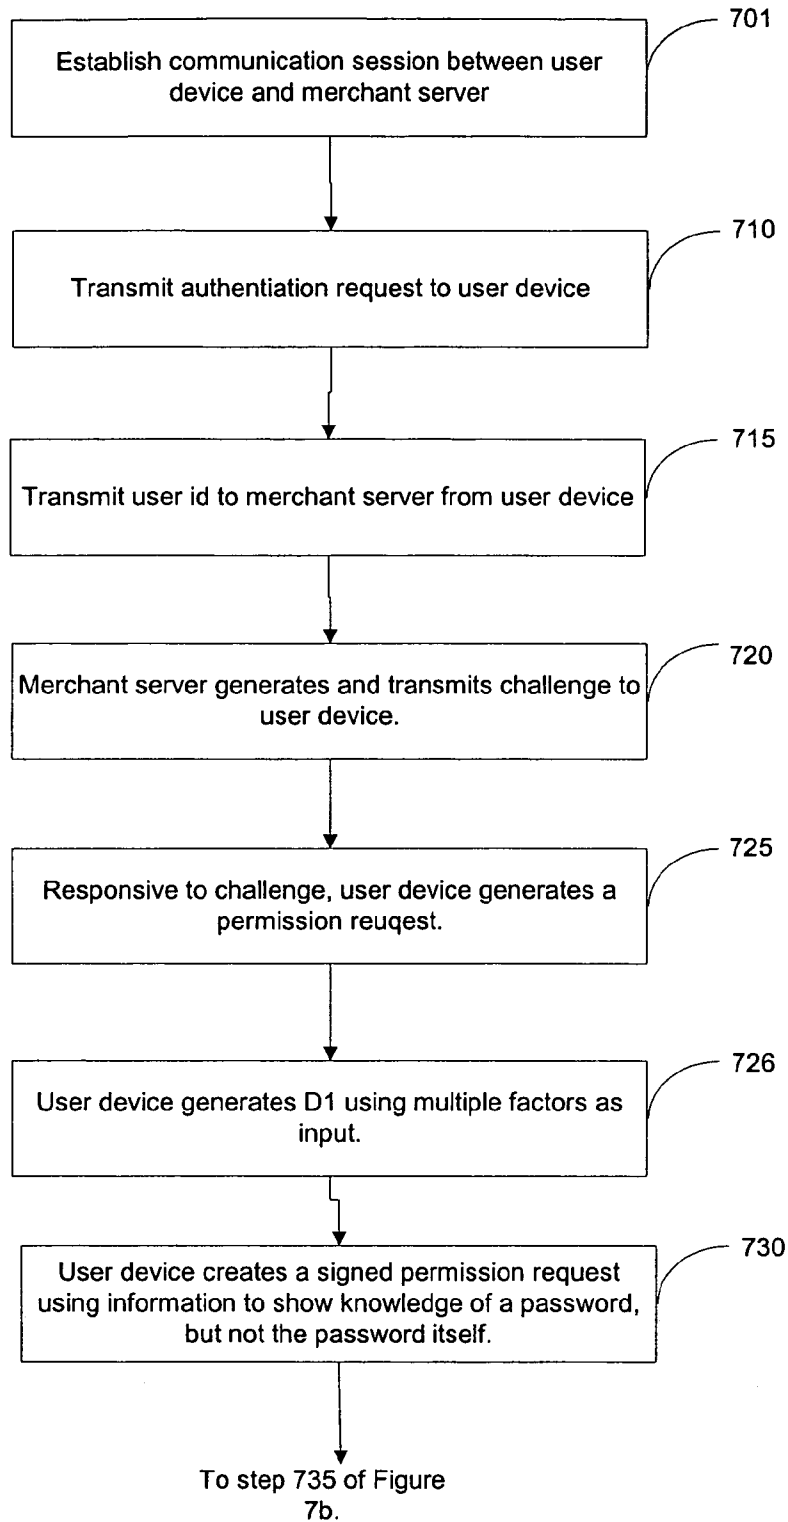 701
Establish communication session between user
device and merchant server
710
Transmit authentiation request to user device
715
Transmit user id to merchant server from user device
720
Merchant server generates and transmits challenge to
user device.
725
Responsive to challenge, user device generates a
permission reuqest.
726
User device generates D1 using multiple factors as
input.
730
User device creates a signed permission request
using information to show knowledge of a password,
but not the password itself.
To step 735 of Figure
7b.